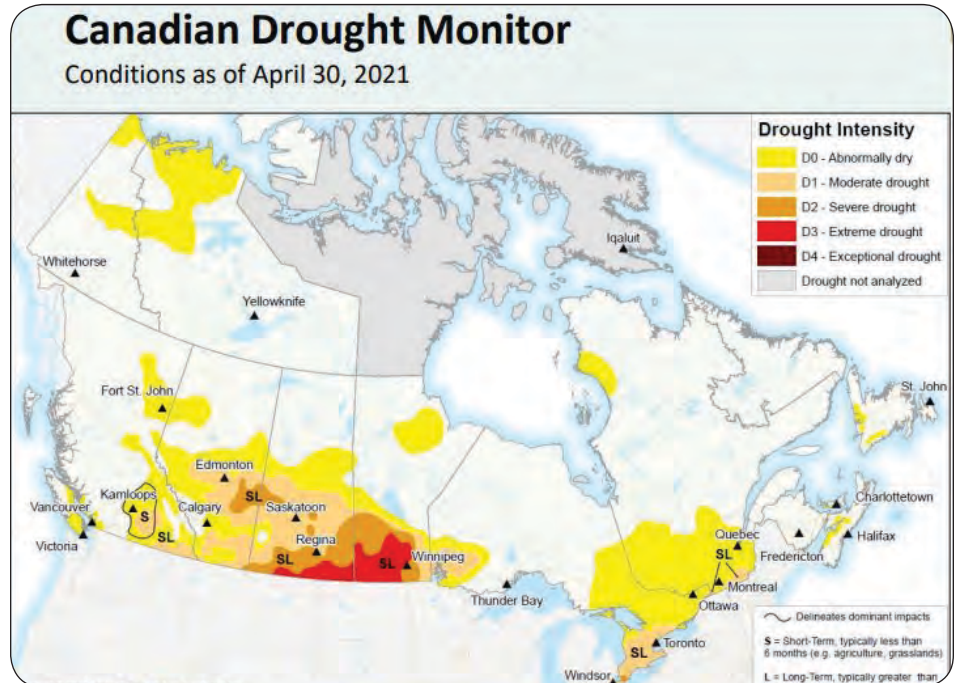 Canadian Drought Monitor
Conditions as of April 30, 2021
Drought Intensity
D0 - Abnormally dry
D1 - Moderate drought
D2 - Severe drought
D3 - Extreme drought
D4 - Exceptional drought
Drought not analyzed
Iqaluit
Whitehorse
Yellowknife
Fort St. John
St. John
Edmonton
SL
Kamloops
S
Vancouver
Calgary
Saskatoon
Charlottetown
Victoria
SL
Regina
SL
SL
Winnipeg
Quebec
SL
Fredericton
Halifax
Montreal
Thunder Bay
Ottawa
Delineates dominant impacts
S = Short-Term, typically less than
6 months (e.g. agriculture, grasslands)
Toronto
SL
L = Long-Term, typically greater than
Windsor